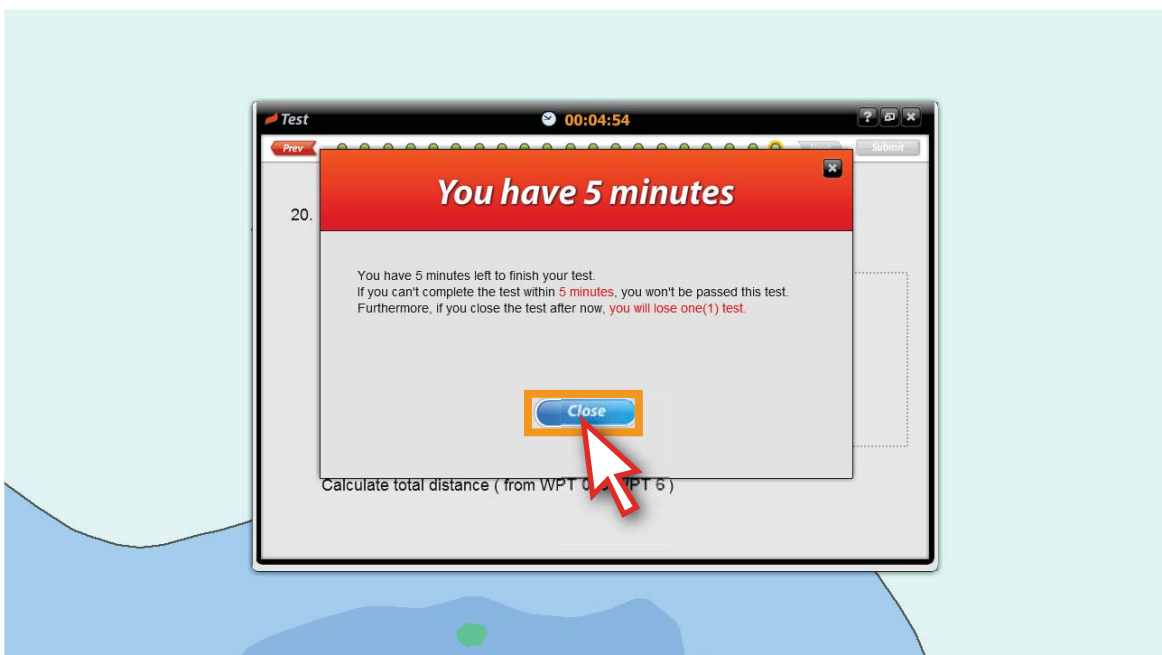 Test
00:04:54
Prev
Submit
You have 5 minutes
20.
You have 5 minutes left to finish your test.
If you can't complete the test within 5 minutes, you won't be passed this test.
Furthermore, if you close the test after now, you will lose one(1) test.
Close
Calculate total distance ( from WPT 0 WPT 6 )